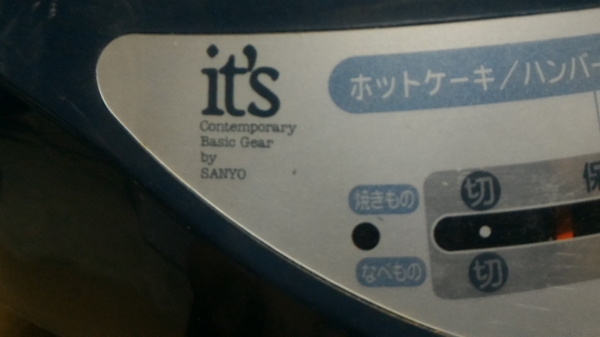 it's
Contemporary
Basic Gear
by
SANYO
ホットケーキ/ハンバー
焼きもの
切
保
なべもの
切